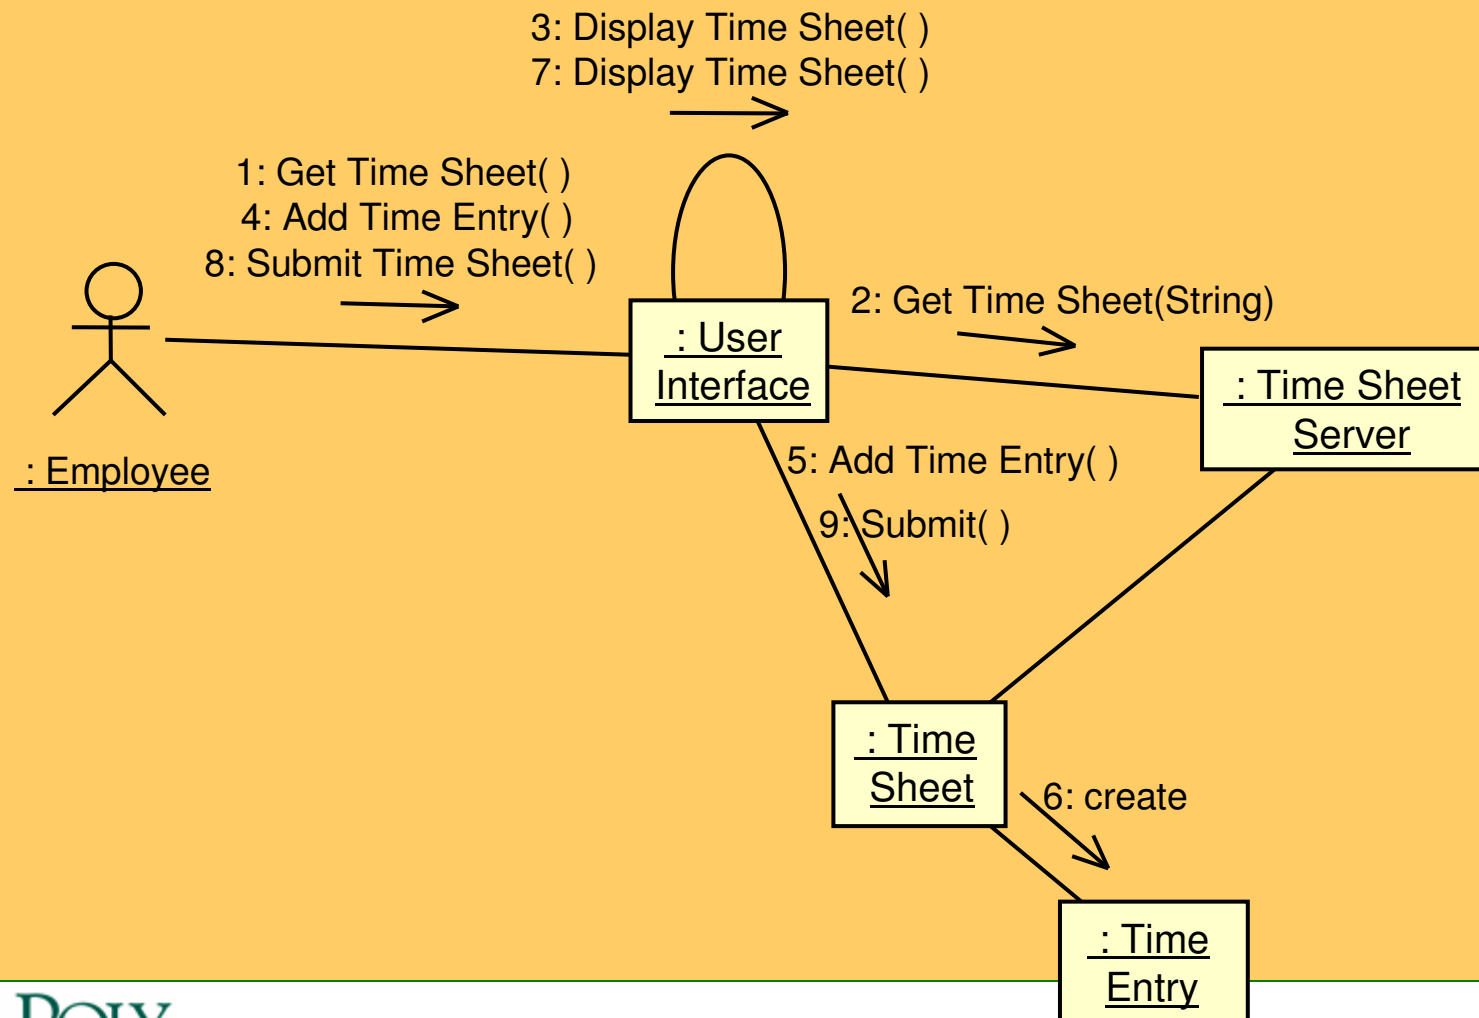 3: Display Time Sheet( )
7: Display Time Sheet( )
1: Get Time Sheet( )
4: Add Time Entry( )
8: Submit Time Sheet( )
2: Get Time Sheet(String)
: User
Interface
: Time Sheet
Server
: Employee
5: Add Time Entry( )
9: Submit( )
: Time
Sheet
6: create
: Time
Entry
POLY